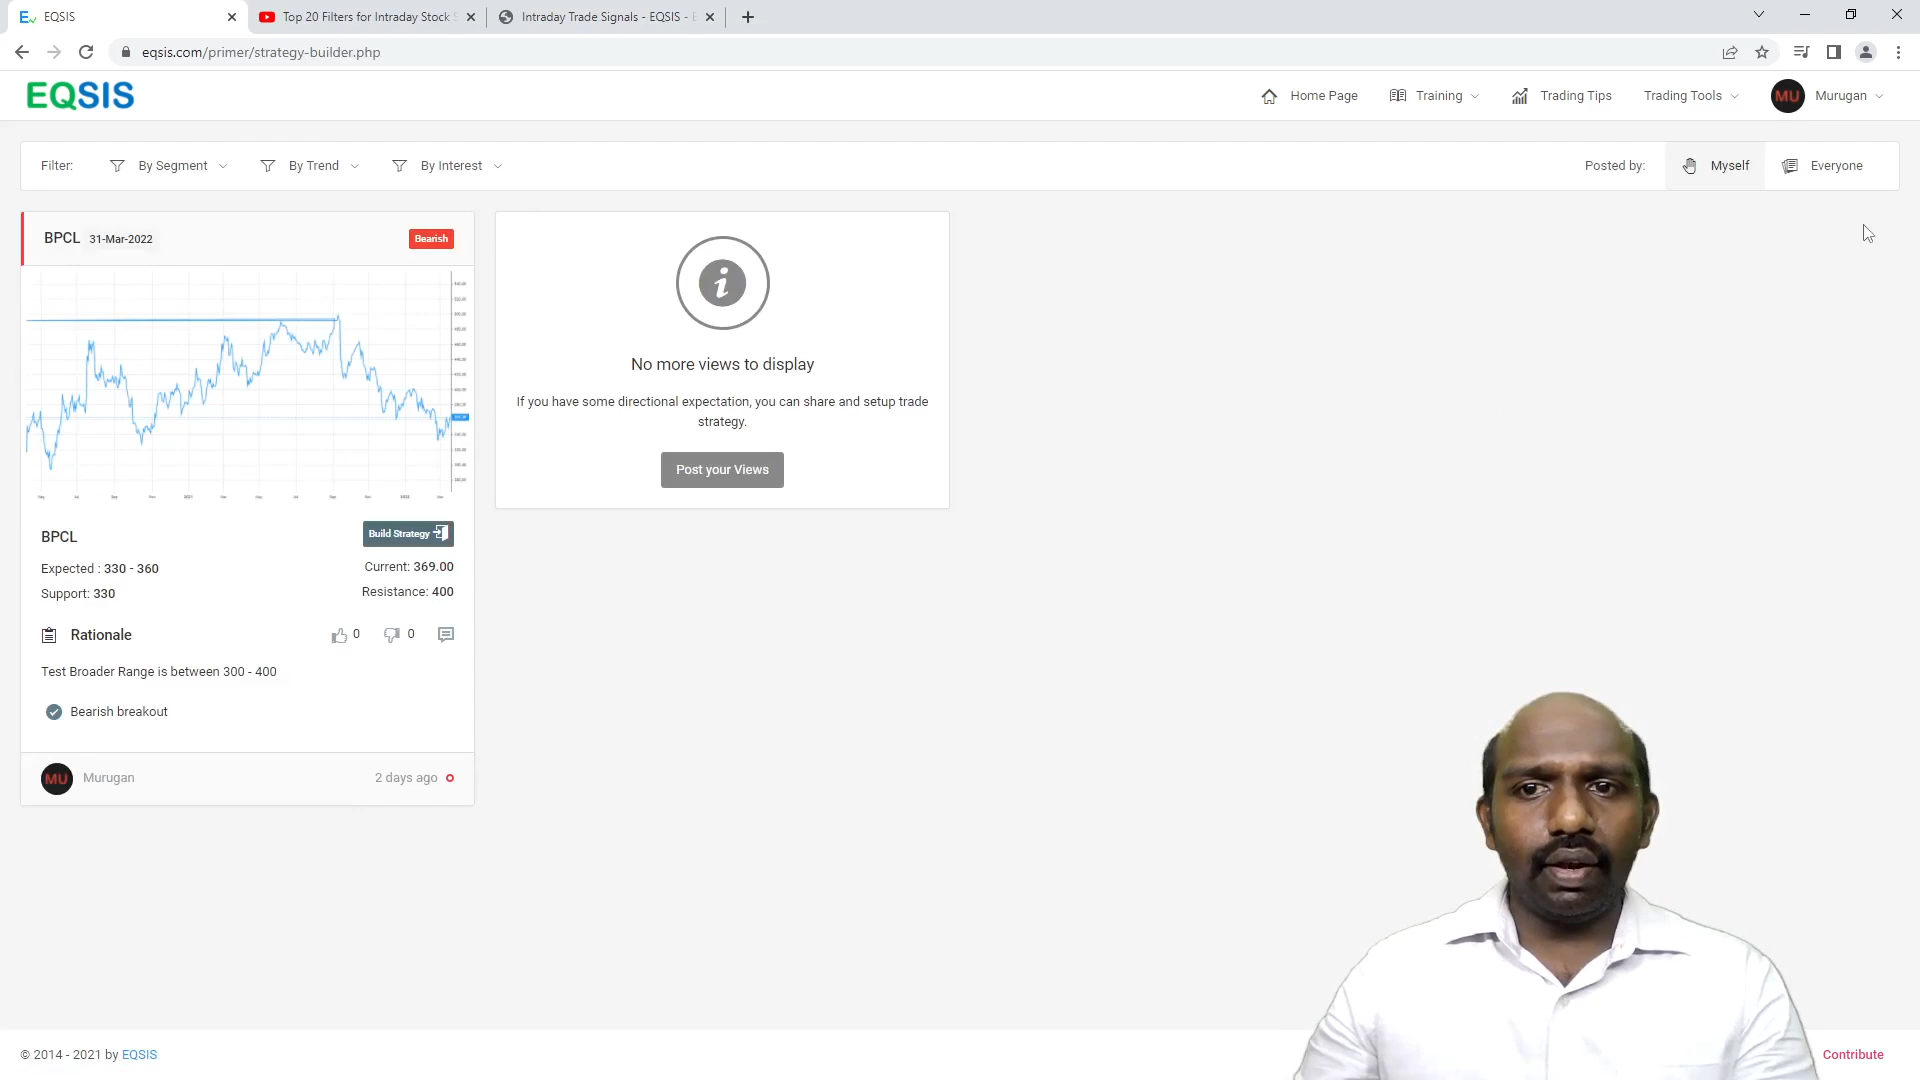 EQSIS
Top 20 Filters for Intraday Stock S
Intraday Trade Signals - EQSIS - E
eqsis.com/primer/strategy-builder.php
EQSIS
Home Page
Training
Trading Tips
Trading Tools
MU
Murugan
Filter:
By Segment
By Trend
By Interest
Posted by:
Myself
Everyone
BPCL 31-Mar-2022
Bearish
BPCL
Build Strategy
Expected : 330 - 360
Current: 369.00
Support: 330
Resistance: 400
Rationale
0
0
Test Broader Range is between 300 - 400
Bearish breakout
MU
Murugan
2 days ago
i
No more views to display
If you have some directional expectation, you can share and setup trade
strategy.
Post your Views
© 2014 - 2021 by EQSIS
Contribute